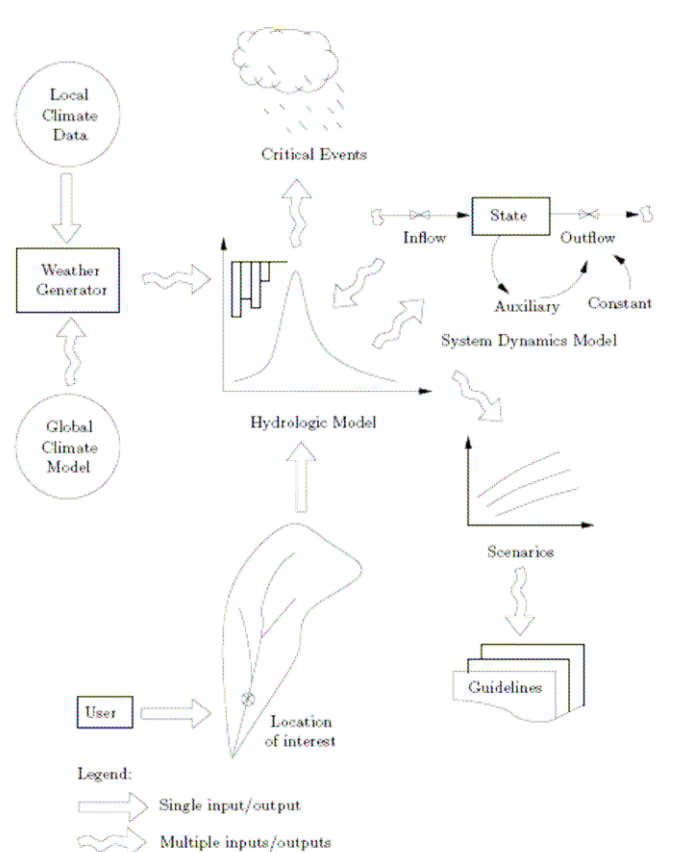 Local
Climate
Data
Critical Events
State
Inflow
Outflow
Weather
Generator
Auxiliary
Constant
System Dynamics Model
Hydrologic Model
Global
Climate
Model
Scenarios
Guidelines
User
Location
of interest
Legend:
Single input/output
Multiple inputs/outputs